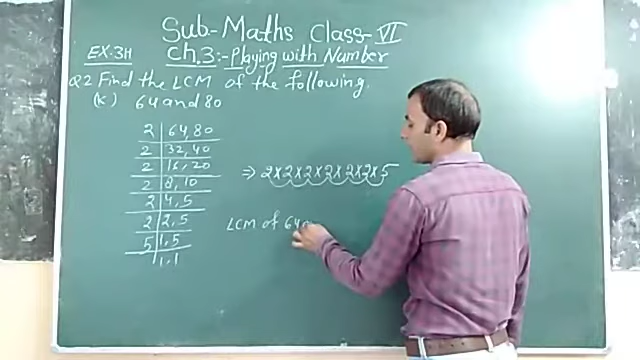 Sub-Maths Class-VI
EX:3H
Ch.3:-Playing with Number
Q2 Find the LCM of the following.
(K) 64 and 80
2 | 64, 80
2 | 32, 40
2 | 16, 20
2 | 8, 10
2 | 4, 5
2 | 2, 5
5 | 1, 5
| 1, 1
⇒ 2×2×2×2×2×2×5
LCM of 64